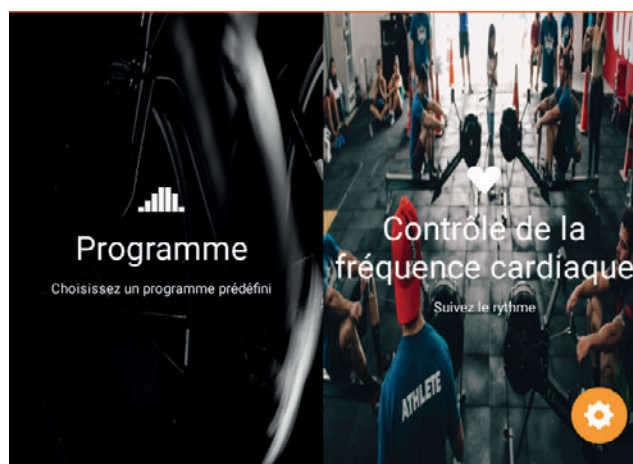 Programme
Choisissez un programme prédéfini
Contrôle de la
fréquence cardiaque
Suivez le rythme
ATHLETE